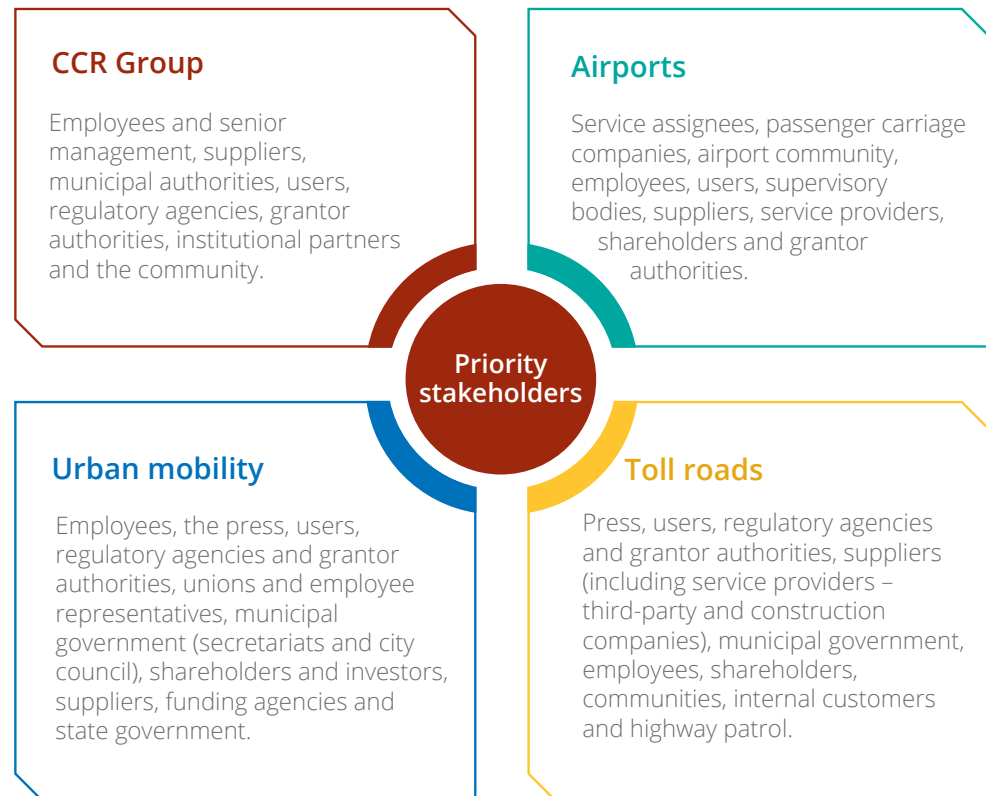 CCR Group
Employees and senior
management, suppliers,
municipal authorities, users,
regulatory agencies, grantor
authorities, institutional partners
and the community.
Airports
Service assignees, passenger carriage
companies, airport community,
employees, users, supervisory
bodies, suppliers, service providers,
shareholders and grantor
authorities.
Priority
stakeholders
Urban mobility
Employees, the press, users,
regulatory agencies and grantor
authorities, unions and employee
representatives, municipal
government (secretariats and city
council), shareholders and investors,
suppliers, funding agencies and
state government.
Toll roads
Press, users, regulatory agencies
and grantor authorities, suppliers
(including service providers –
third-party and construction
companies), municipal government,
employees, shareholders,
communities, internal customers
and highway patrol.